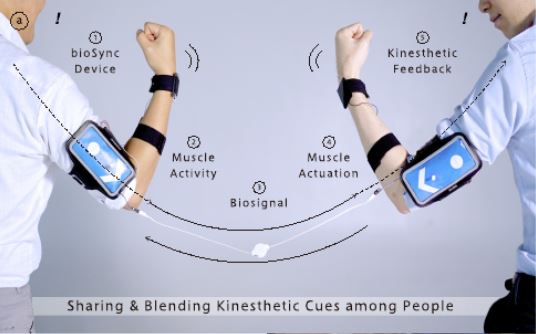 a
!
!
1
bioSync
Device
5
Kinesthetic
Feedback
2
Muscle
Activity
4
Muscle
Actuation
3
Biosignal
Sharing & Blending Kinesthetic Cues among People